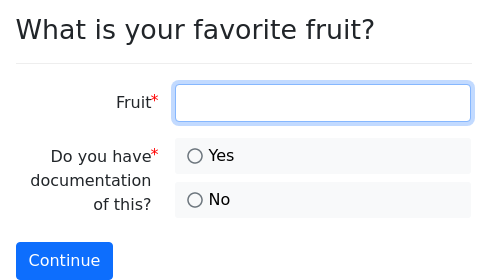 What is your favorite fruit?
Fruit*
Do you have*
documentation
of this?
Yes
No
Continue